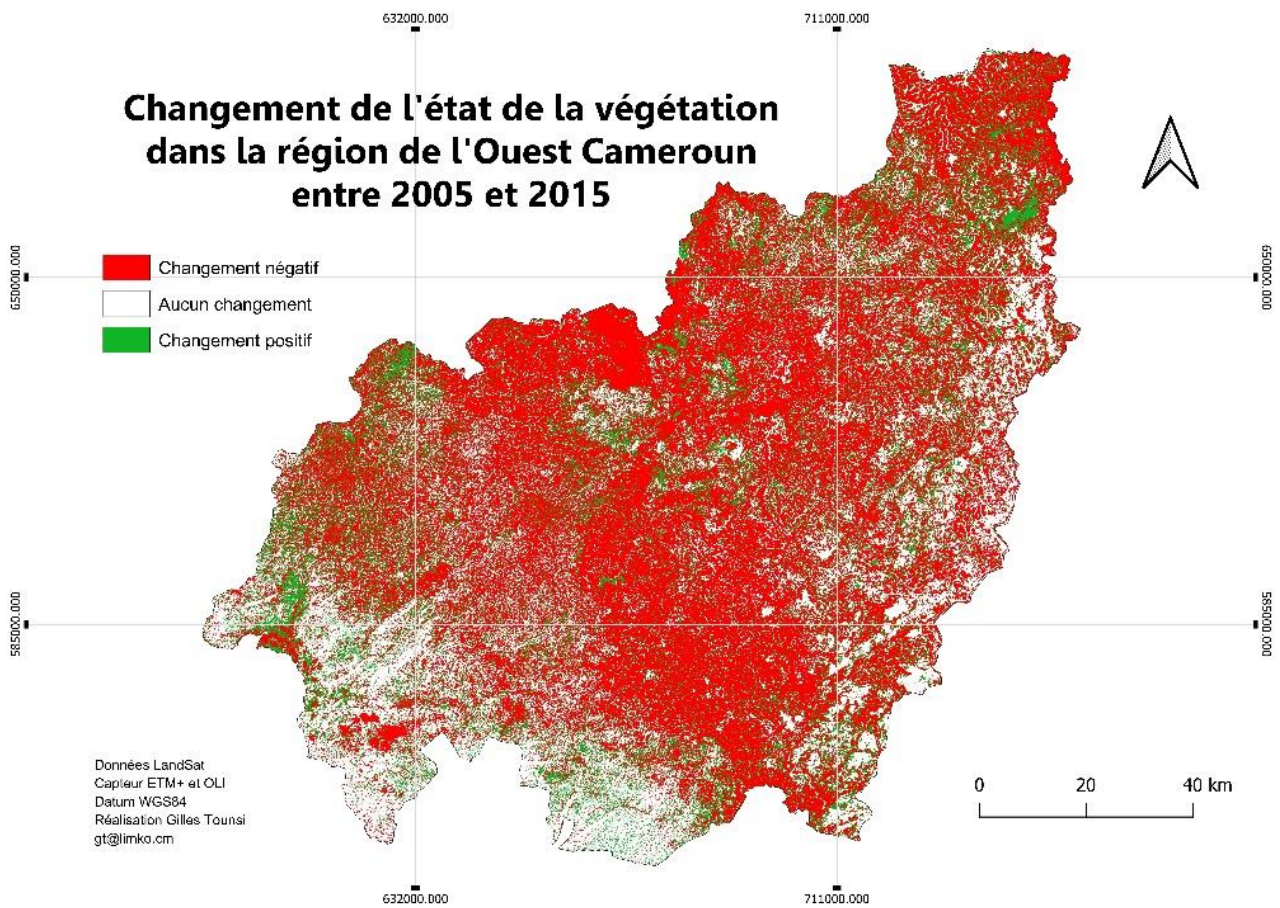 632000.000
711000.000
Changement de l'état de la végétation
dans la région de l'Ouest Cameroun
entre 2005 et 2015
Changement négatif
Aucun changement
Changement positif
650000.000
650000.000
585000.000
585000.000
Données LandSat
Capteur ETM+ et OLI
Datum WGS84
Réalisation Gilles Tounsi
gt@limko.cm
0 20 40 km
632000.000
711000.000